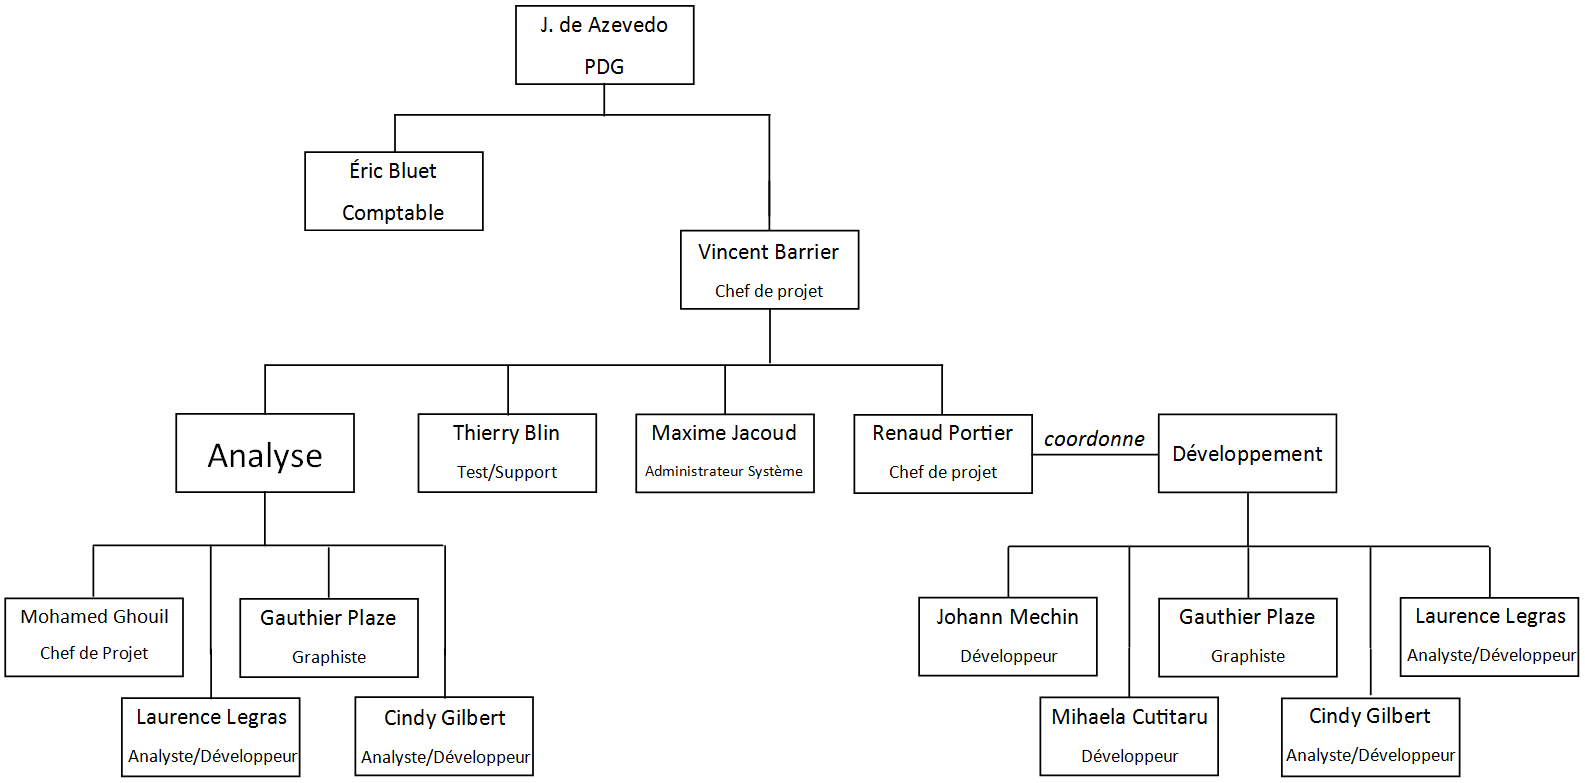 J. de Azevedo
PDG
Éric Bluet
Comptable
Vincent Barrier
Chef de projet
Analyse
Thierry Blin
Test/Support
Maxime Jacoud
Administrateur Système
Renaud Portier
Chef de projet
coordonne
Développement
Mohamed Ghouil
Chef de Projet
Laurence Legras
Analyste/Développeur
Gauthier Plaze
Graphiste
Cindy Gilbert
Analyste/Développeur
Johann Mechin
Développeur
Mihaela Cutitaru
Développeur
Gauthier Plaze
Graphiste
Cindy Gilbert
Analyste/Développeur
Laurence Legras
Analyste/Développeur